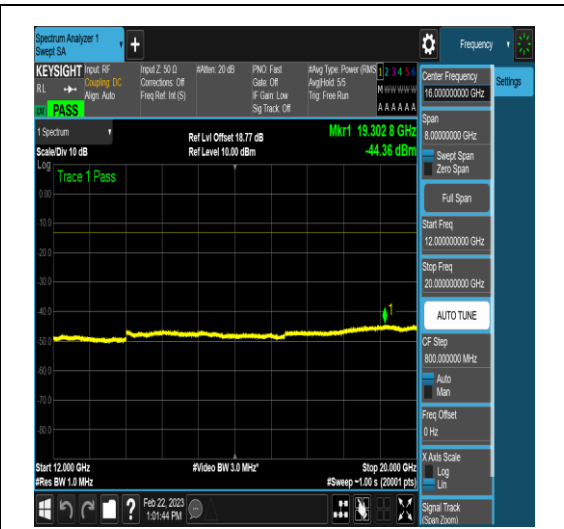 Spectrum Analyzer 1
Swept SA
Frequency
KEYSIGHT
RL
PASS
Input: RF
Coupling: DC
Align: Auto
Input Z: 50 Ω
Corrections: Off
Freq Ref: Int (S)
#Atten: 20 dB
PNO: Fast
Gate: Off
IF Gain: Low
Sig Track: Off
#Avg Type: Power (RMS
Avg|Hold: 5/5
Trig: Free Run
1 2 3 4 5 6
M W W W W W
A A A A A A
1 Spectrum
Scale/Div 10 dB
Ref Lvl Offset 18.77 dB
Ref Level 10.00 dBm
Mkr1 19.302 8 GHz
-44.36 dBm
Log
Trace 1 Pass
0.00
-10.0
-20.0
-30.0
-40.0
-50.0
-60.0
-70.0
-80.0
1
Start 12.000 GHz
#Res BW 1.0 MHz
#Video BW 3.0 MHz*
Stop 20.000 GHz
#Sweep ~1.00 s (20001 pts)
Feb 22, 2023
1:01:44 PM
Center Frequency
16.000000000 GHz
Span
8.00000000 GHz
Swept Span
Zero Span
Full Span
Start Freq
12.000000000 GHz
Stop Freq
20.000000000 GHz
AUTO TUNE
CF Step
800.000000 MHz
Auto
Man
Freq Offset
0 Hz
X Axis Scale
Log
Lin
Signal Track
(Span Zoom)
Settings